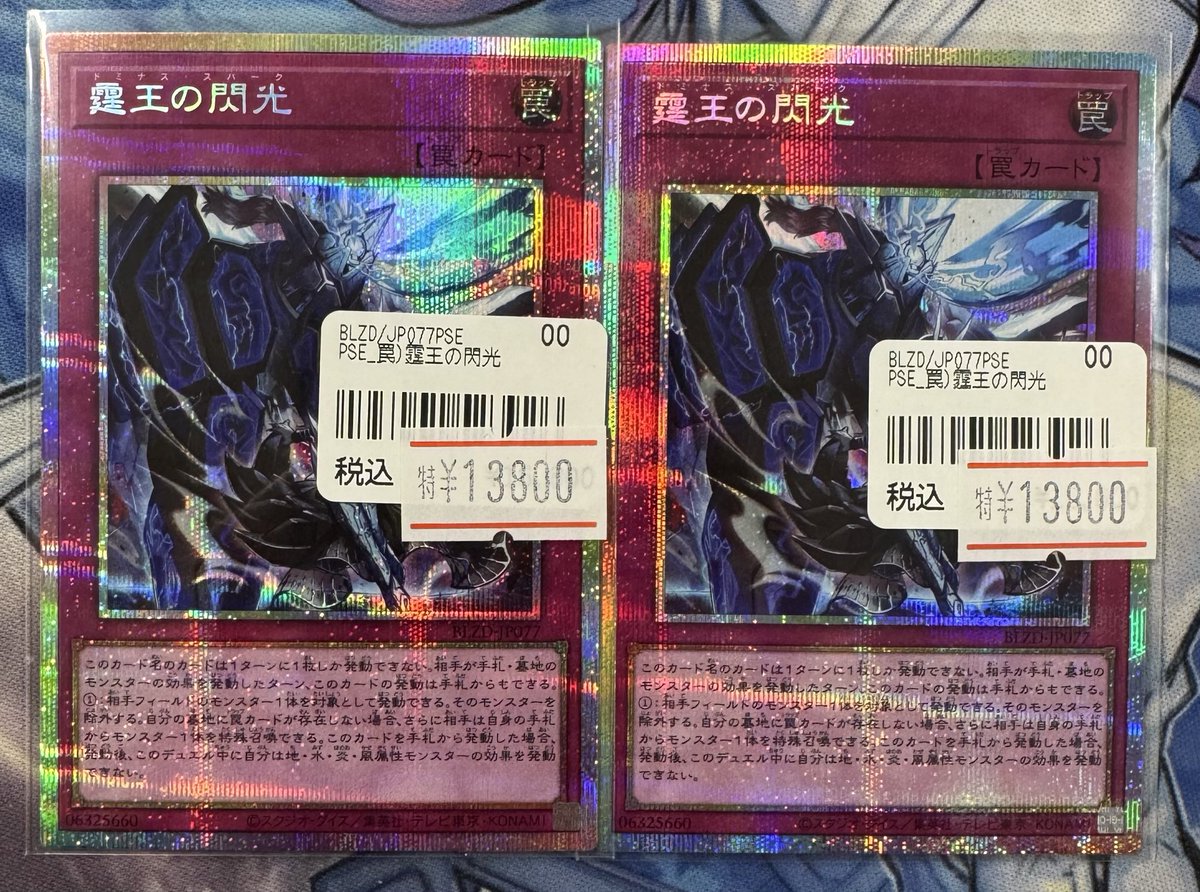 ドミナス・スパーク
霆王の閃光
トラップ
罠
【罠カード】
BLZD/JP077PSE 00
PSE_罠)霆王の閃光
税込
特¥13800
BLZD-JP077
このカード名のカードは1ターンに1枚しか発動できない。相手が手札・墓地の
モンスターの効果を発動したターン、このカードの発動は手札からもできる。
①:相手フィールドのモンスター1体を対象として発動できる。そのモンスターを
除外する。自分の墓地に罠カードが存在しない場合、さらに相手は自身の手札
からモンスター1体を特殊召喚できる。このカードを手札から発動した場合、
発動後、このデュエル中に自分は地・水・炎・風属性モンスターの効果を発動
できない。
06325660
©スタジオ・ダイス／集英社・テレビ東京・KONAMI
霆王の閃光
トラップ
罠
トラップ
【罠カード】
BLZD/JP077PSE 00
PSE_罠)霆王の閃光
税込
特¥13800
BLZD-JP077
このカード名のカードは1ターンに1枚しか発動できない。相手が手札・墓地の
モンスターの効果を発動したターン、このカードの発動は手札からもできる。
①:相手フィールドのモンスター1体を対象として発動できる。そのモンスターを
除外する。自分の墓地に罠カードが存在しない場合、さらに相手は自身の手札
からモンスター1体を特殊召喚できる。このカードを手札から発動した場合、
発動後、このデュエル中に自分は地・水・炎・風属性モンスターの効果を発動
できない。
06325660
©スタジオ・ダイス／集英社・テレビ東京・KONAMI